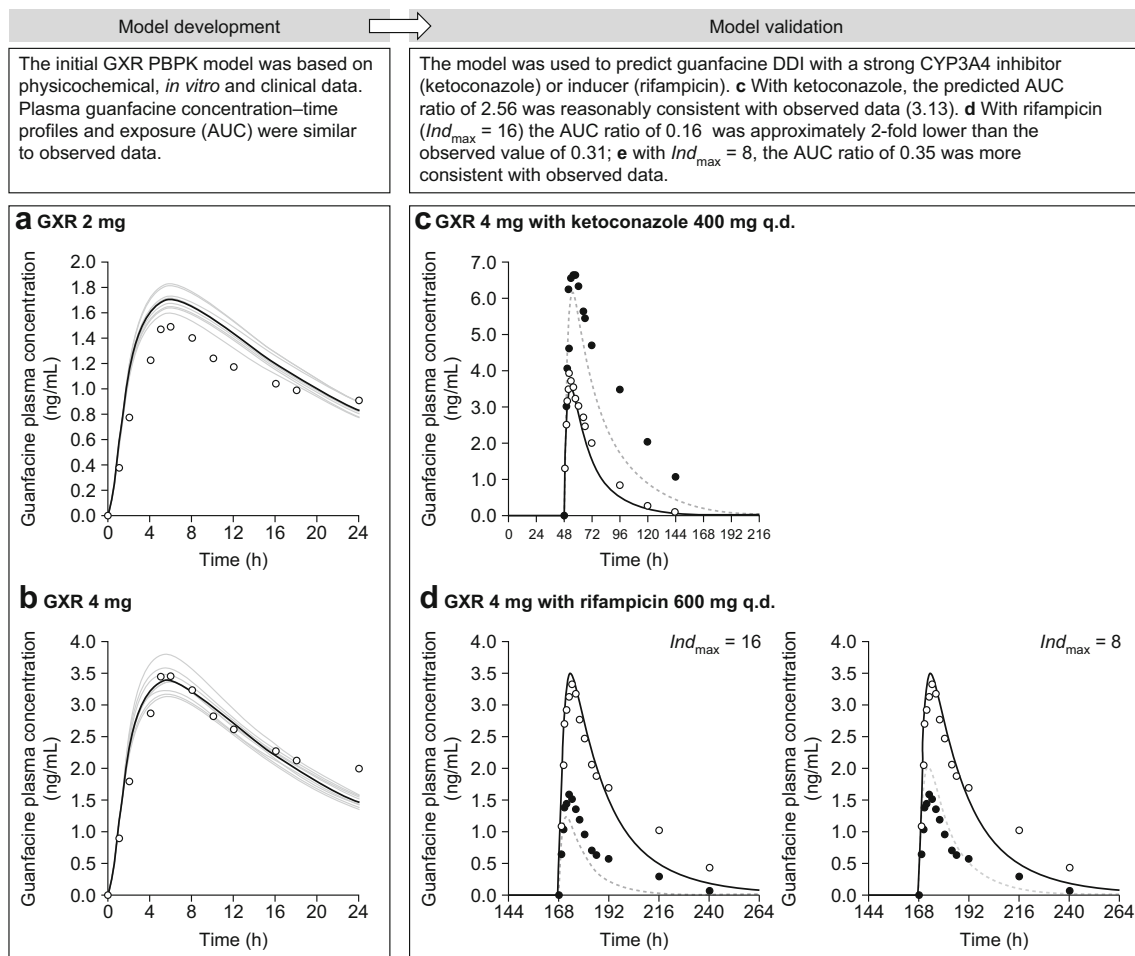 Model development
Model validation
The initial GXR PBPK model was based on
physicochemical, in vitro and clinical data.
Plasma guanfacine concentration–time
profiles and exposure (AUC) were similar
to observed data.
The model was used to predict guanfacine DDI with a strong CYP3A4 inhibitor
(ketoconazole) or inducer (rifampicin). c With ketoconazole, the predicted AUC
ratio of 2.56 was reasonably consistent with observed data (3.13). d With rifampicin
(Ind_max = 16) the AUC ratio of 0.16 was approximately 2-fold lower than the
observed value of 0.31; e with Ind_max = 8, the AUC ratio of 0.35 was more
consistent with observed data.
a GXR 2 mg
Guanfacine plasma concentration
(ng/mL)
2.0
1.8
1.6
1.4
1.2
1.0
0.8
0.6
0.4
0.2
0.0
0 4 8 12 16 20 24
Time (h)
b GXR 4 mg
Guanfacine plasma concentration
(ng/mL)
4.0
3.5
3.0
2.5
2.0
1.5
1.0
0.5
0.0
0 4 8 12 16 20 24
Time (h)
c GXR 4 mg with ketoconazole 400 mg q.d.
Guanfacine plasma concentration
(ng/mL)
7.0
6.0
5.0
4.0
3.0
2.0
1.0
0.0
0 24 48 72 96 120 144 168 192 216
Time (h)
d GXR 4 mg with rifampicin 600 mg q.d.
Ind_max = 16
Guanfacine plasma concentration
(ng/mL)
4.0
3.5
3.0
2.5
2.0
1.5
1.0
0.5
0.0
144 168 192 216 240 264
Time (h)
Ind_max = 8
Guanfacine plasma concentration
(ng/mL)
4.0
3.5
3.0
2.5
2.0
1.5
1.0
0.5
0.0
144 168 192 216 240 264
Time (h)